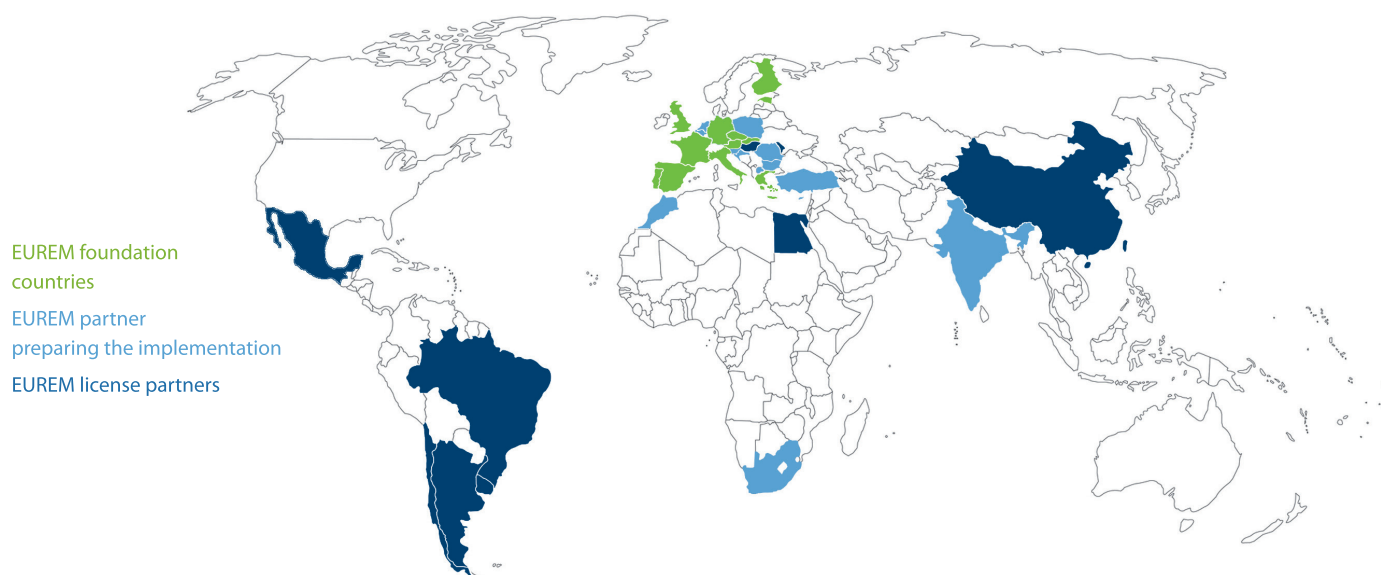 EUREM foundation
countries
EUREM partner
preparing the implementation
EUREM license partners